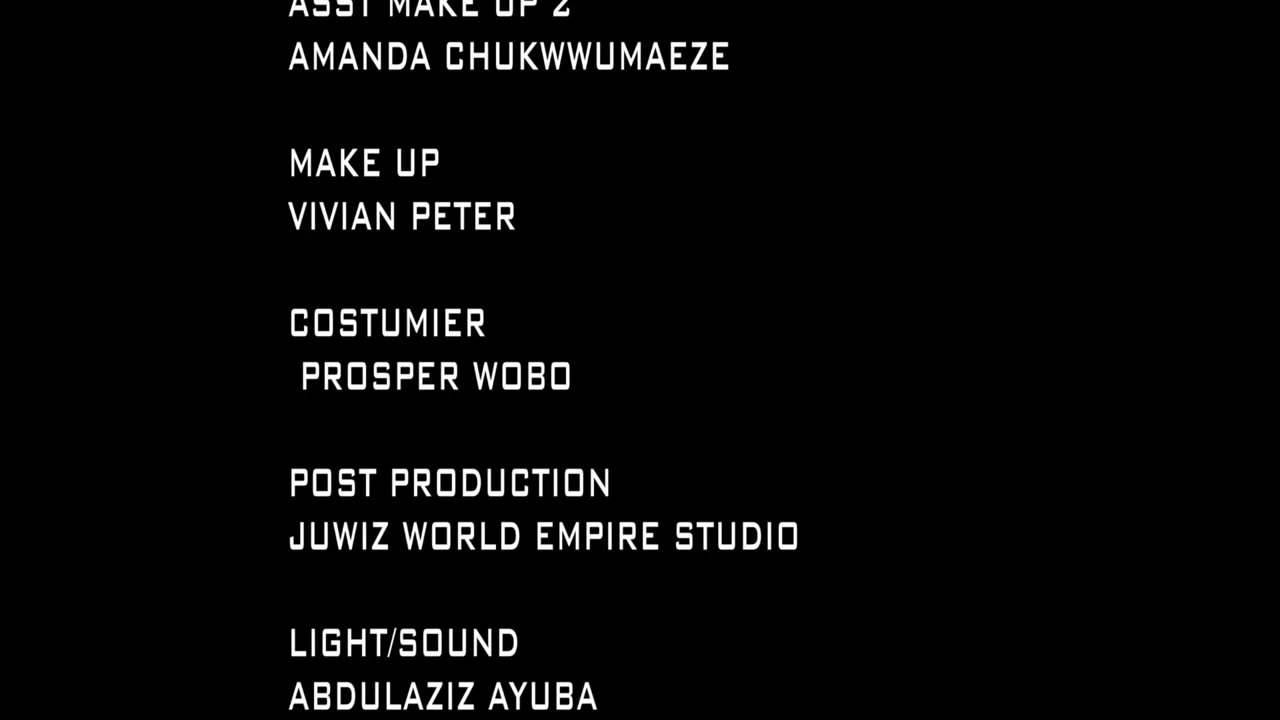 ASST MAKE UP 2
AMANDA CHUKWWUMAEZE
MAKE UP
VIVIAN PETER
COSTUMIER
PROSPER WOBO
POST PRODUCTION
JUWIZ WORLD EMPIRE STUDIO
LIGHT/SOUND
ABDULAZIZ AYUBA